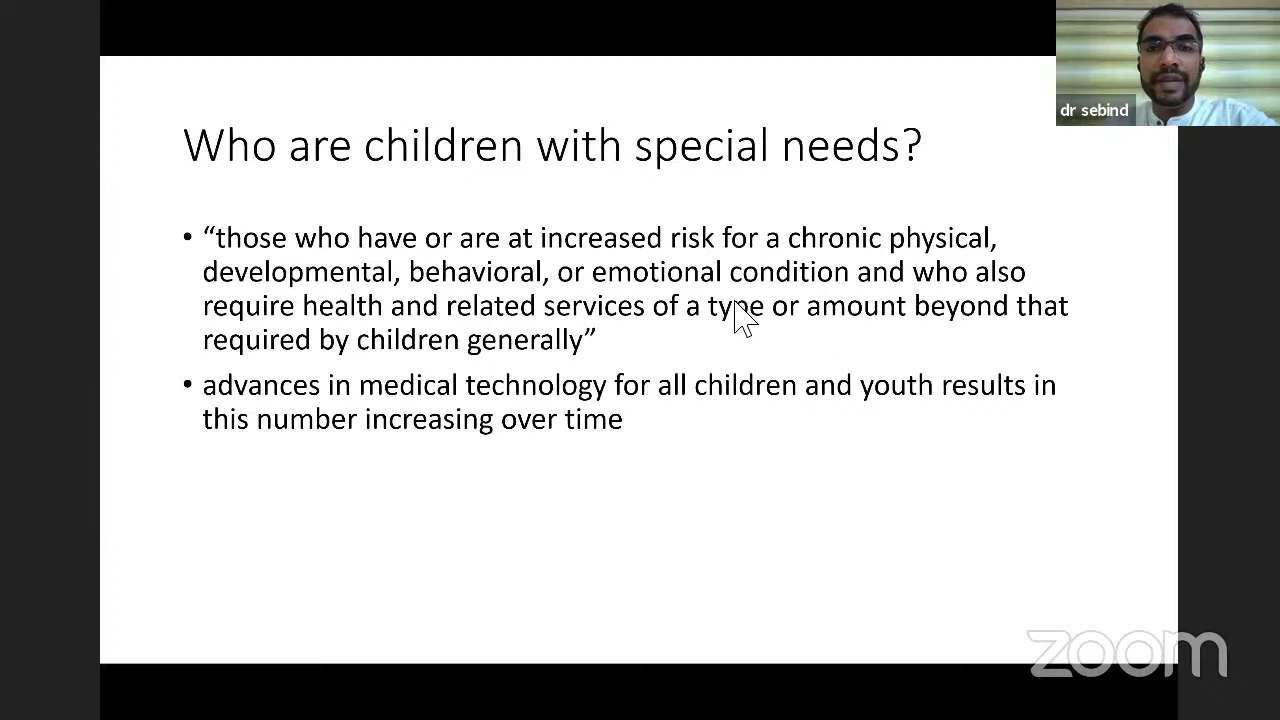 dr sebind
Who are children with special needs?
• “those who have or are at increased risk for a chronic physical,
developmental, behavioral, or emotional condition and who also
require health and related services of a type or amount beyond that
required by children generally”
• advances in medical technology for all children and youth results in
this number increasing over time
zoom